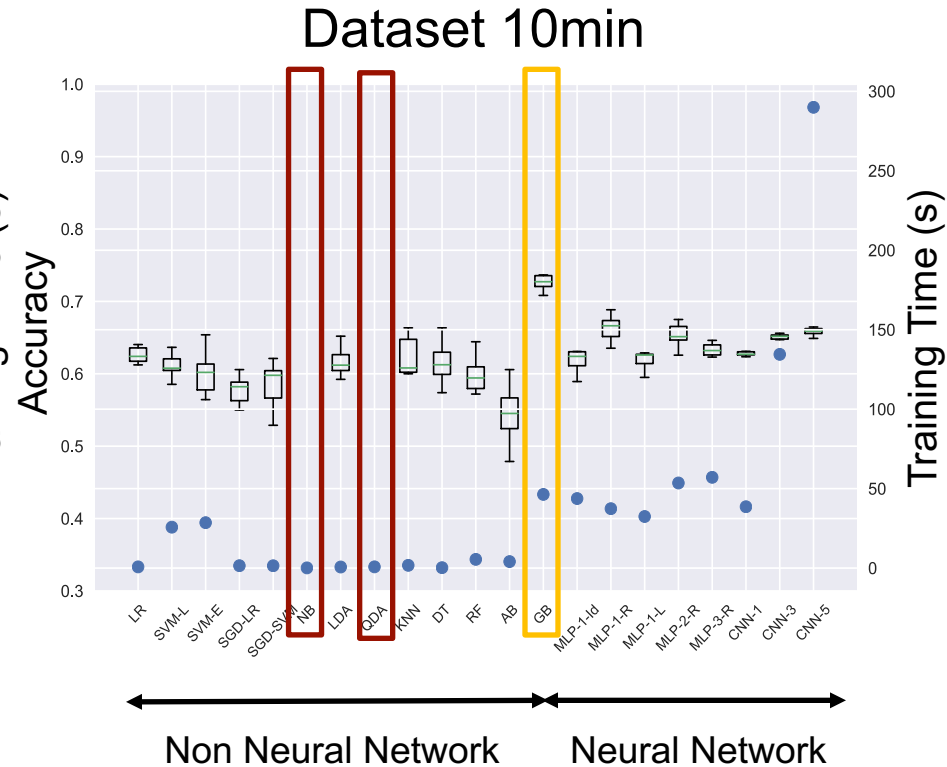 Dataset 10min
1.0
0.9
0.8
0.7
0.6
0.5
0.4
0.3
Accuracy
300
250
200
150
100
50
0
Training Time (s)
LR
SVM-L
SVM-E
SGD-LR
SGD-SVM
NB
LDA
QDA
KNN
DT
RF
AB
GB
MLP-1-Id
MLP-1-R
MLP-1-L
MLP-2-R
MLP-3-R
CNN-1
CNN-3
CNN-5
Non Neural Network
Neural Network